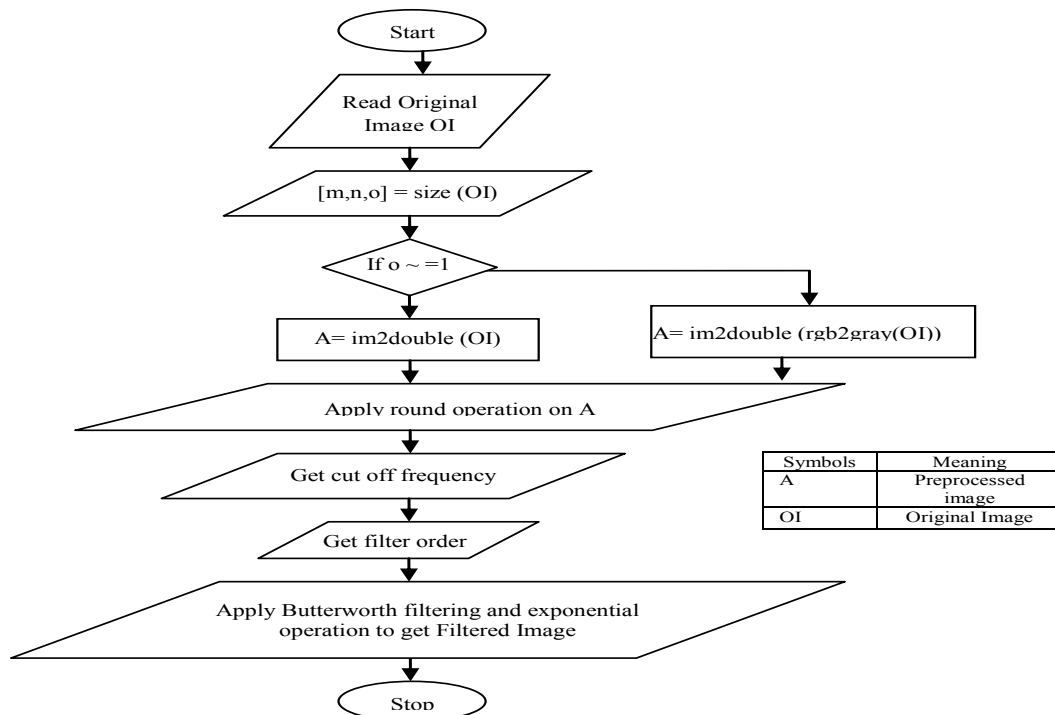 Start
Read Original
Image OI
[m,n,o] = size (OI)
If o ~ =1
A= im2double (OI)
A= im2double (rgb2gray(OI))
Apply round operation on A
Get cut off frequency
Symbols Meaning
A Preprocessed
image
OI Original Image
Get filter order
Apply Butterworth filtering and exponential
operation to get Filtered Image
Stop